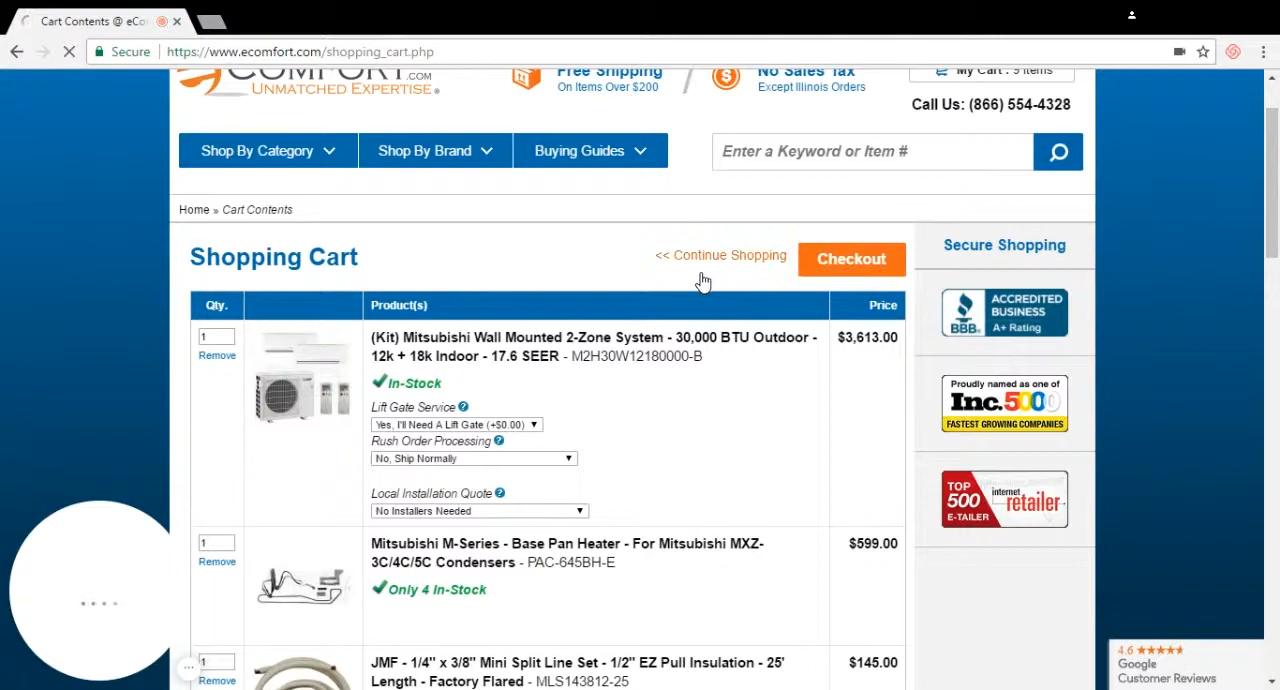 Cart Contents @ eCo
Secure
https://www.ecomfort.com/shopping_cart.php
ECOMFORT.COM
UNMATCHED EXPERTISE®
Free Shipping
On Items Over $200
No Sales Tax
Except Illinois Orders
My Cart : 9 Items
Call Us: (866) 554-4328
Shop By Category
Shop By Brand
Buying Guides
Enter a Keyword or Item #
Home » Cart Contents
Shopping Cart
<< Continue Shopping
Checkout
Qty.
Product(s)
Price
1
Remove
(Kit) Mitsubishi Wall Mounted 2-Zone System - 30,000 BTU Outdoor -
12k + 18k Indoor - 17.6 SEER - M2H30W12180000-B
$3,613.00
In-Stock
Lift Gate Service ?
Yes, I'll Need A Lift Gate (+$0.00)
Rush Order Processing ?
No, Ship Normally
Local Installation Quote ?
No Installers Needed
1
Remove
Mitsubishi M-Series - Base Pan Heater - For Mitsubishi MXZ-
3C/4C/5C Condensers - PAC-645BH-E
$599.00
Only 4 In-Stock
1
Remove
JMF - 1/4" x 3/8" Mini Split Line Set - 1/2" EZ Pull Insulation - 25'
Length - Factory Flared - MLS143812-25
$145.00
Secure Shopping
BBB.
ACCREDITED
BUSINESS
A+ Rating
Proudly named as one of
Inc.5000
FASTEST GROWING COMPANIES
TOP
500
E-TAILER
internet
retailer
4.6
Google
Customer Reviews